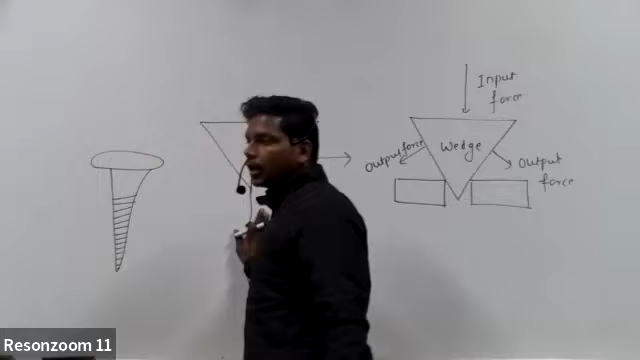 Input
force
Wedge
Output force
Output
force
Resonzoom 11